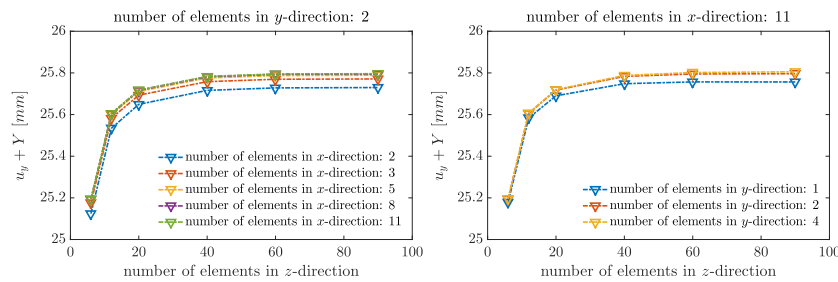 number of elements in y-direction: 2
26
25.8
25.6
25.4
25.2
25
u_y + Y [mm]
number of elements in x-direction: 2
number of elements in x-direction: 3
number of elements in x-direction: 5
number of elements in x-direction: 8
number of elements in x-direction: 11
0 20 40 60 80 100
number of elements in z-direction
number of elements in x-direction: 11
26
25.8
25.6
25.4
25.2
25
u_y + Y [mm]
number of elements in y-direction: 1
number of elements in y-direction: 2
number of elements in y-direction: 4
0 20 40 60 80 100
number of elements in z-direction